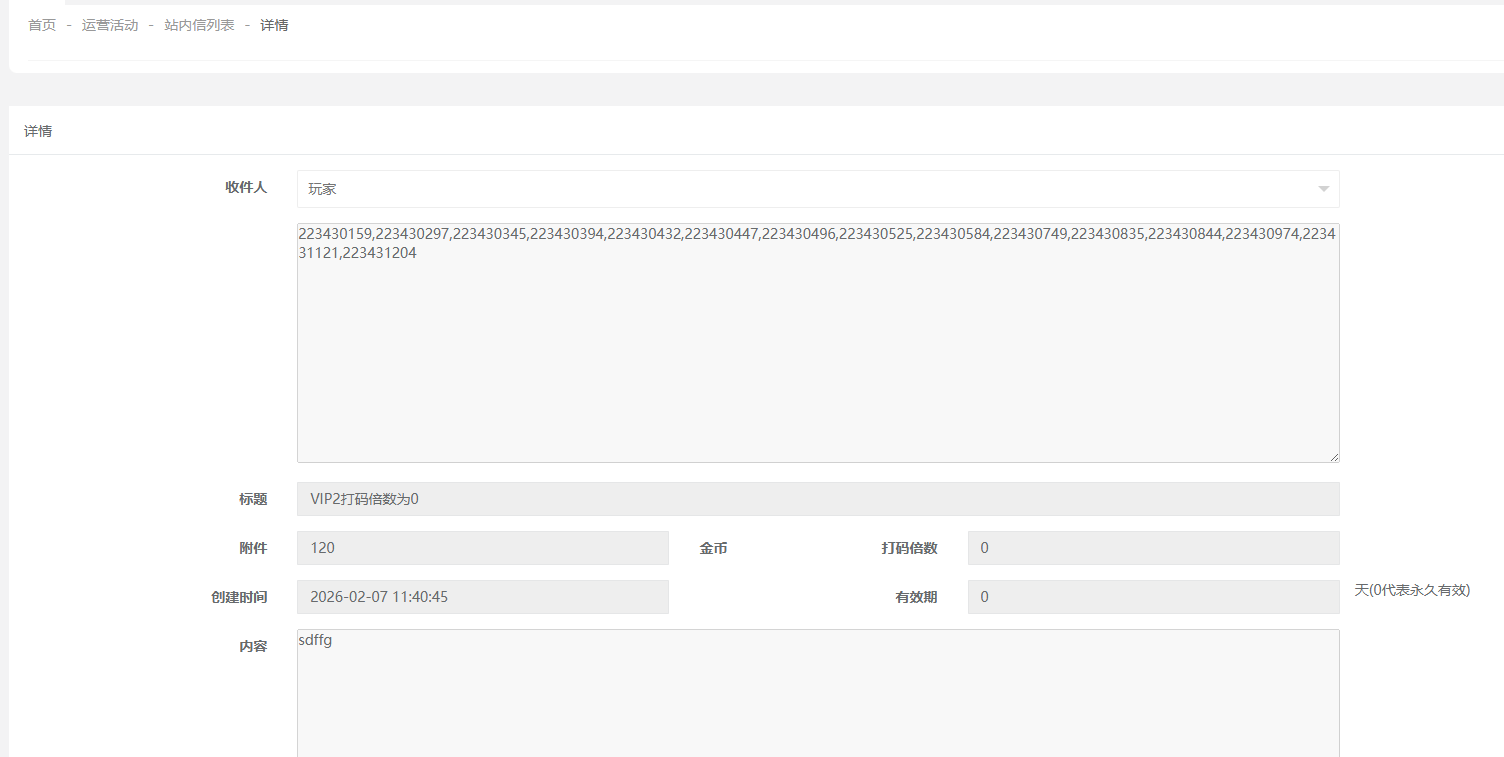 首页 - 运营活动 - 站内信列表 - 详情
详情
收件人 玩家
223430159,223430297,223430345,223430394,223430432,223430447,223430496,223430525,223430584,223430749,223430835,223430844,223430974,2234
31121,223431204
标题 VIP2打码倍数为0
附件 120 金币 打码倍数 0
创建时间 2026-02-07 11:40:45 有效期 0 天(0代表永久有效)
内容 sdffg